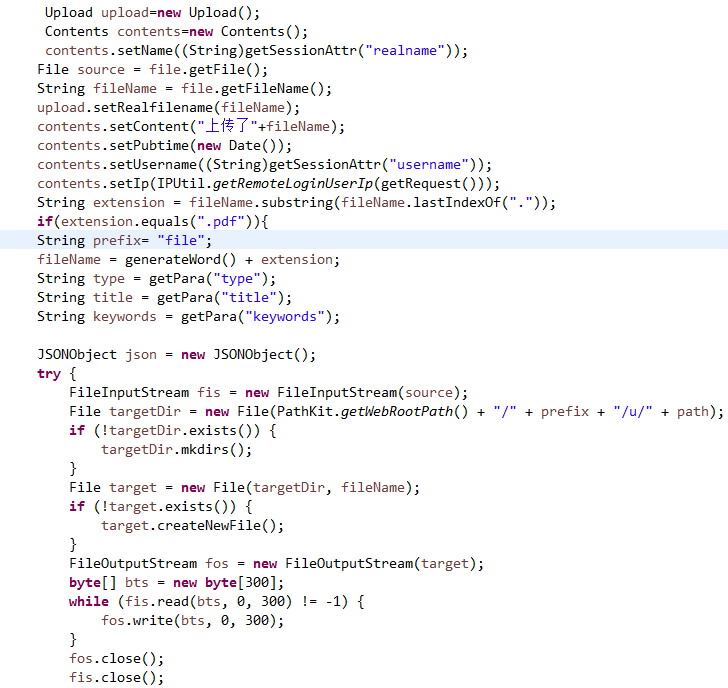 Upload upload=new Upload();
Contents contents=new Contents();
contents.setName((String)getSessionAttr("realname"));
File source = file.getFile();
String fileName = file.getFileName();
upload.setRealfilename(fileName);
contents.setContent("上传了"+fileName);
contents.setPubtime(new Date());
contents.setUsername((String)getSessionAttr("username"));
contents.setIp(IPUtil.getRemoteLoginUserIp(getRequest()));
String extension = fileName.substring(fileName.lastIndexOf("."));
if(extension.equals(".pdf")){
String prefix= "file";
fileName = generateWord() + extension;
String type = getPara("type");
String title = getPara("title");
String keywords = getPara("keywords");
JSONObject json = new JSONObject();
try {
FileInputStream fis = new FileInputStream(source);
File targetDir = new File(PathKit.getWebRootPath() + "/" + prefix + "/u/" + path);
if (!targetDir.exists()) {
targetDir.mkdirs();
}
File target = new File(targetDir, fileName);
if (!target.exists()) {
target.createNewFile();
}
FileOutputStream fos = new FileOutputStream(target);
byte[] bts = new byte[300];
while (fis.read(bts, 0, 300) != -1) {
fos.write(bts, 0, 300);
}
fos.close();
fis.close();